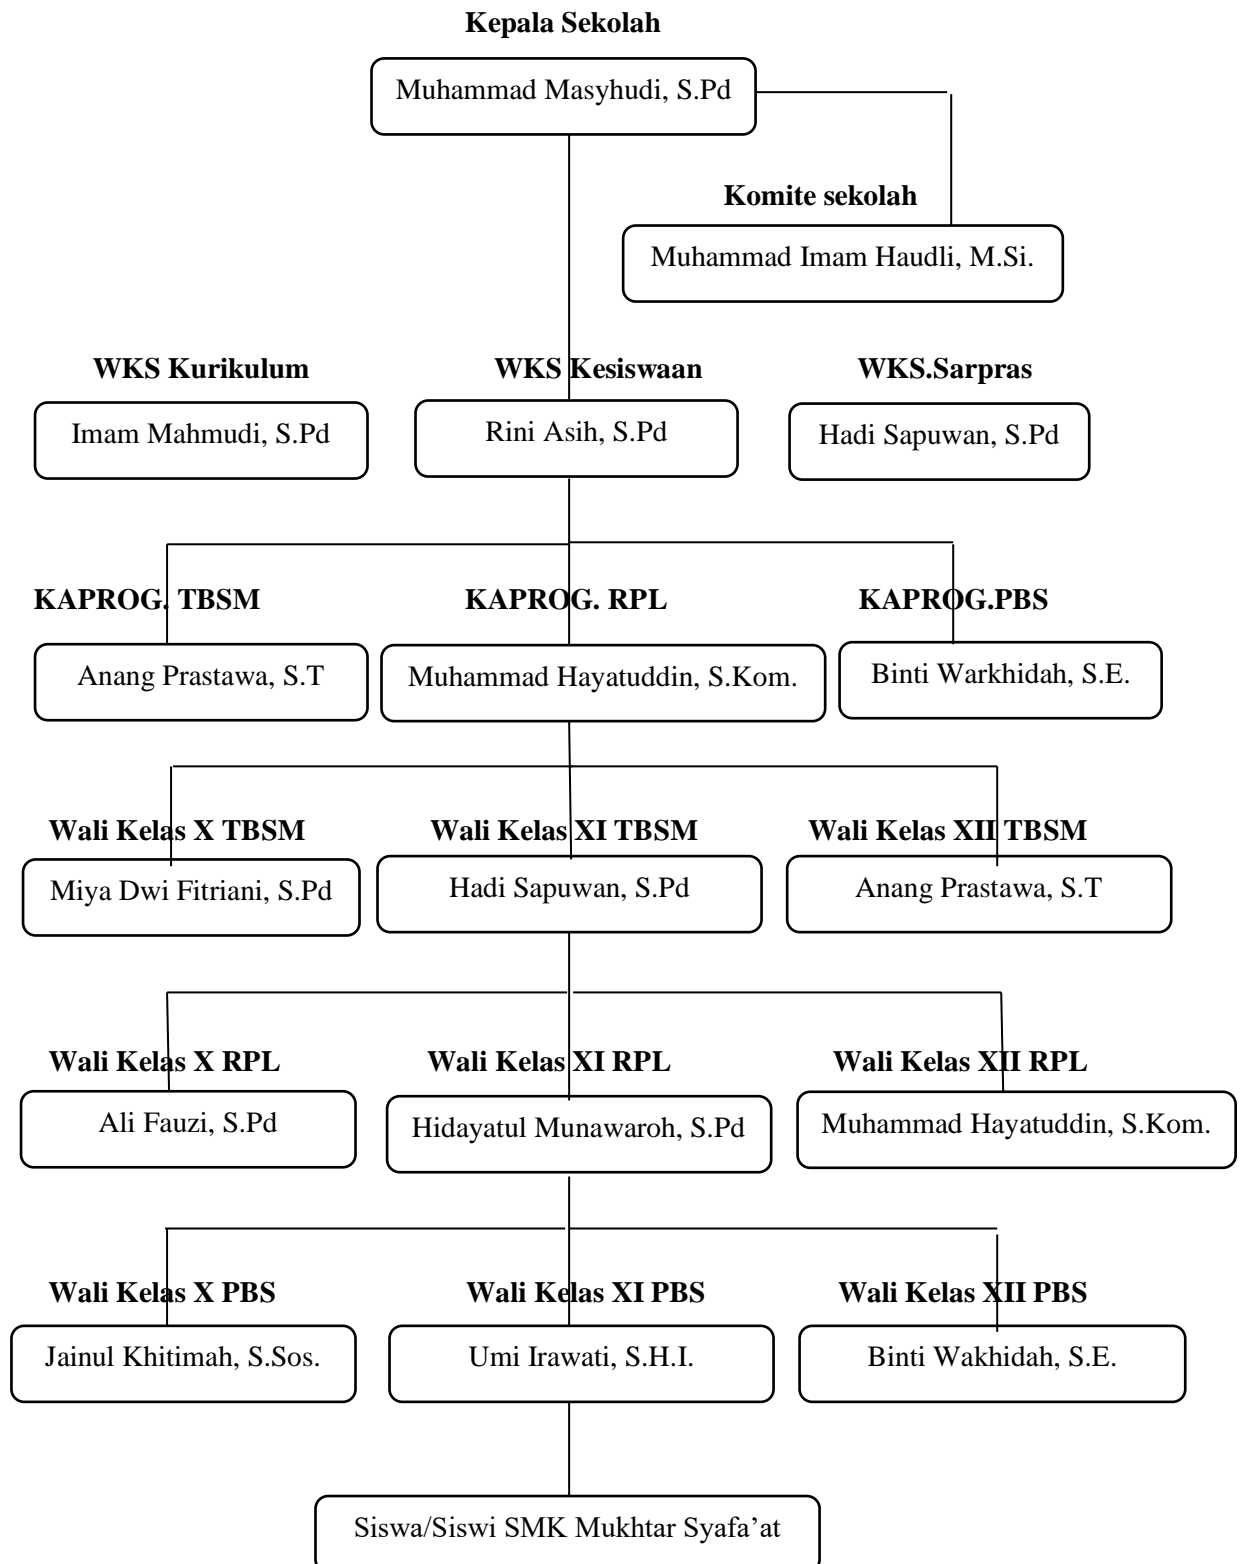 Kepala Sekolah
Muhammad Masyhudi, S.Pd
Komite sekolah
Muhammad Imam Haudli, M.Si.
WKS Kurikulum
WKS Kesiswaan
WKS.Sarpras
Imam Mahmudi, S.Pd
Rini Asih, S.Pd
Hadi Sapuwan, S.Pd
KAPROG. TBSM
KAPROG. RPL
KAPROG.PBS
Anang Prastawa, S.T
Muhammad Hayatuddin, S.Kom.
Binti Warkhidah, S.E.
Wali Kelas X TBSM
Wali Kelas XI TBSM
Wali Kelas XII TBSM
Miya Dwi Fitriani, S.Pd
Hadi Sapuwan, S.Pd
Anang Prastawa, S.T
Wali Kelas X RPL
Wali Kelas XI RPL
Wali Kelas XII RPL
Ali Fauzi, S.Pd
Hidayatul Munawaroh, S.Pd
Muhammad Hayatuddin, S.Kom.
Wali Kelas X PBS
Wali Kelas XI PBS
Wali Kelas XII PBS
Jainul Khitimah, S.Sos.
Umi Irawati, S.H.I.
Binti Wakhidah, S.E.
Siswa/Siswi SMK Mukhtar Syafa’at